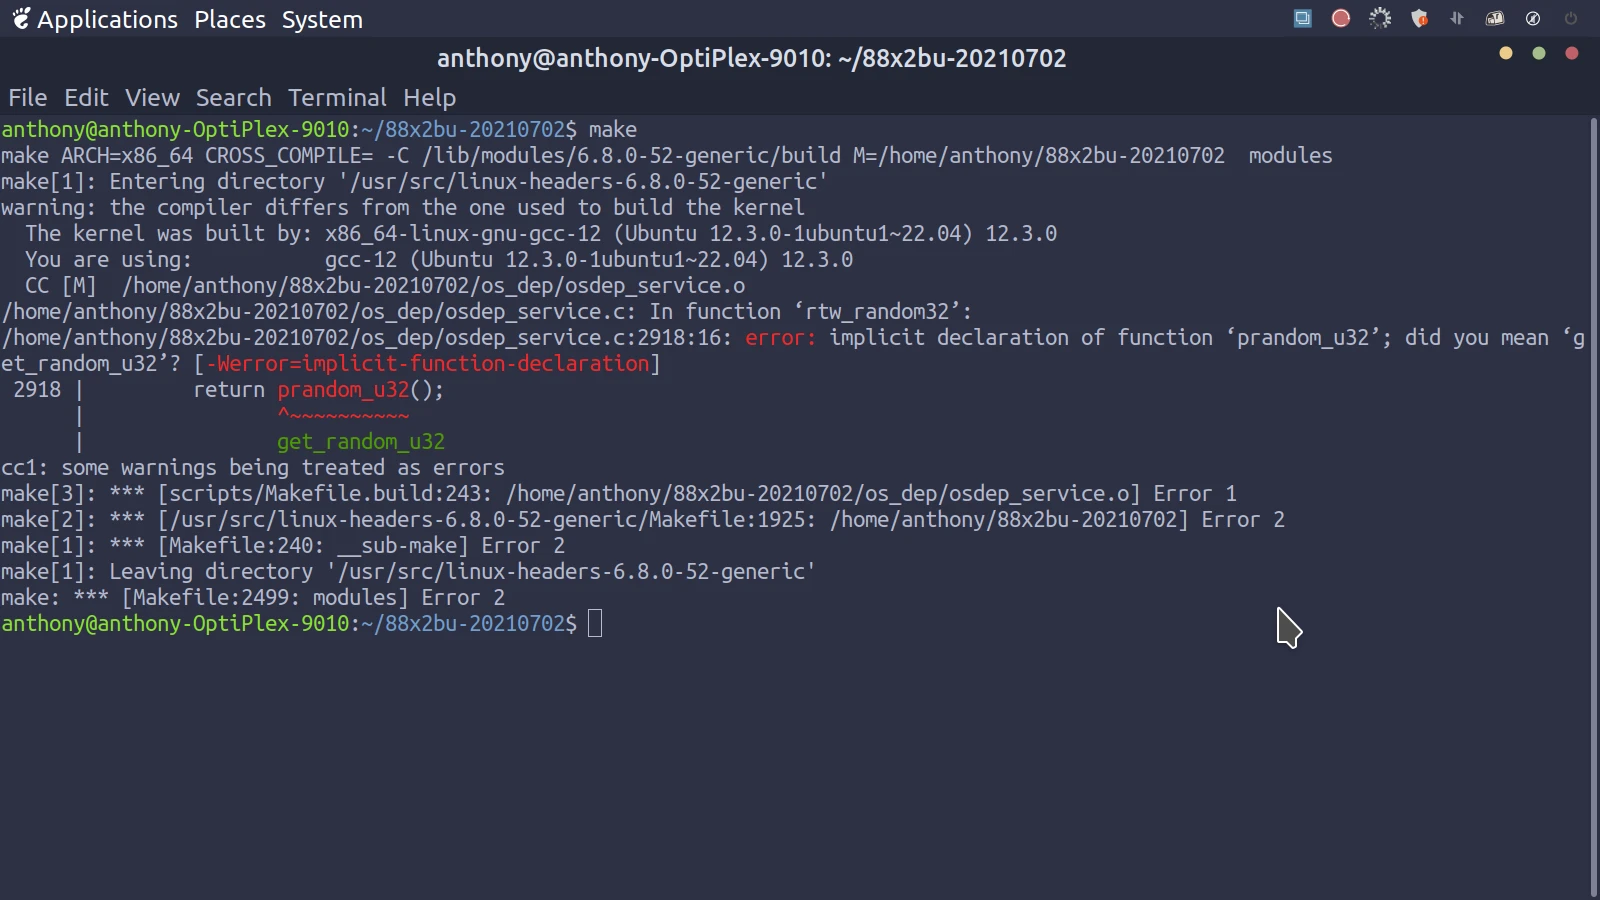 Applications Places System
anthony@anthony-OptiPlex-9010: ~/88x2bu-20210702
File Edit View Search Terminal Help
anthony@anthony-OptiPlex-9010:~/88x2bu-20210702$ make
make ARCH=x86_64 CROSS_COMPILE= -C /lib/modules/6.8.0-52-generic/build M=/home/anthony/88x2bu-20210702  modules
make[1]: Entering directory '/usr/src/linux-headers-6.8.0-52-generic'
warning: the compiler differs from the one used to build the kernel
  The kernel was built by: x86_64-linux-gnu-gcc-12 (Ubuntu 12.3.0-1ubuntu1~22.04) 12.3.0
  You are using:           gcc-12 (Ubuntu 12.3.0-1ubuntu1~22.04) 12.3.0
  CC [M]  /home/anthony/88x2bu-20210702/os_dep/osdep_service.o
/home/anthony/88x2bu-20210702/os_dep/osdep_service.c: In function ‘rtw_random32’:
/home/anthony/88x2bu-20210702/os_dep/osdep_service.c:2918:16: error: implicit declaration of function ‘prandom_u32’; did you mean ‘g
et_random_u32’? [-Werror=implicit-function-declaration]
 2918 |         return prandom_u32();
      |                ^~~~~~~~~~~
      |                get_random_u32
cc1: some warnings being treated as errors
make[3]: *** [scripts/Makefile.build:243: /home/anthony/88x2bu-20210702/os_dep/osdep_service.o] Error 1
make[2]: *** [/usr/src/linux-headers-6.8.0-52-generic/Makefile:1925: /home/anthony/88x2bu-20210702] Error 2
make[1]: *** [Makefile:240: __sub-make] Error 2
make[1]: Leaving directory '/usr/src/linux-headers-6.8.0-52-generic'
make: *** [Makefile:2499: modules] Error 2
anthony@anthony-OptiPlex-9010:~/88x2bu-20210702$